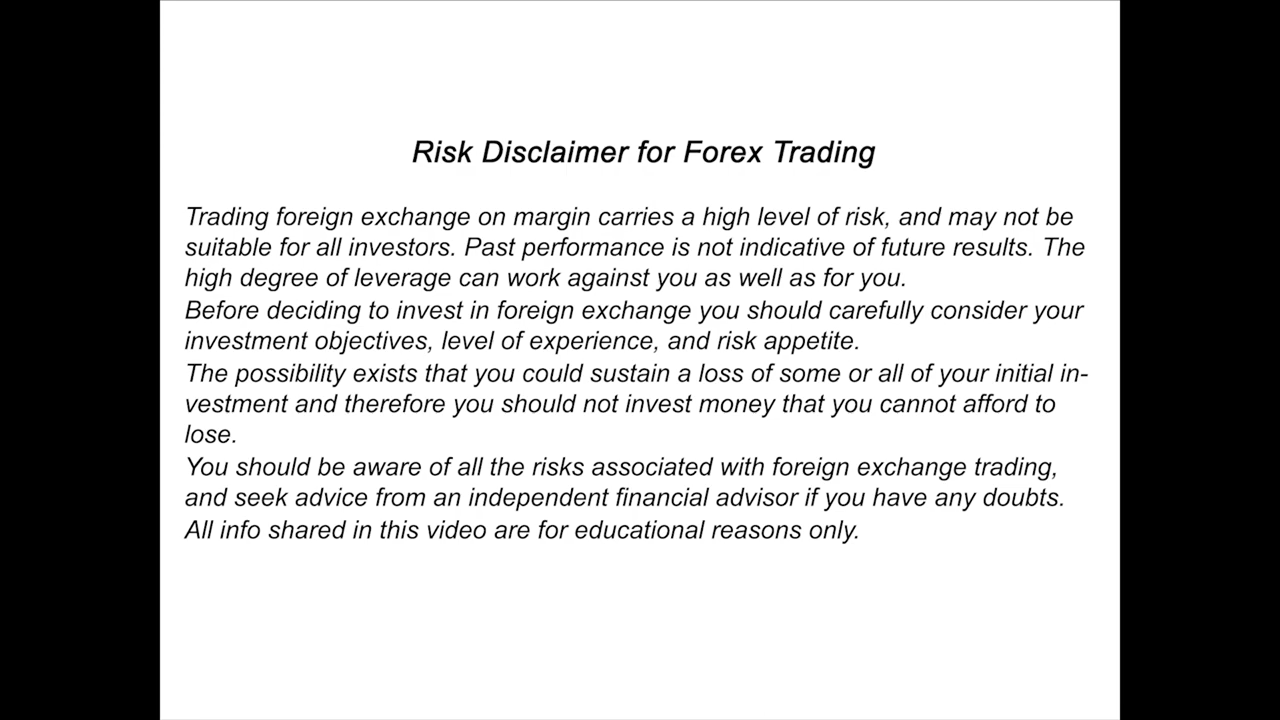 Risk Disclaimer for Forex Trading
Trading foreign exchange on margin carries a high level of risk, and may not be
suitable for all investors. Past performance is not indicative of future results. The
high degree of leverage can work against you as well as for you.
Before deciding to invest in foreign exchange you should carefully consider your
investment objectives, level of experience, and risk appetite.
The possibility exists that you could sustain a loss of some or all of your initial in-
vestment and therefore you should not invest money that you cannot afford to
lose.
You should be aware of all the risks associated with foreign exchange trading,
and seek advice from an independent financial advisor if you have any doubts.
All info shared in this video are for educational reasons only.